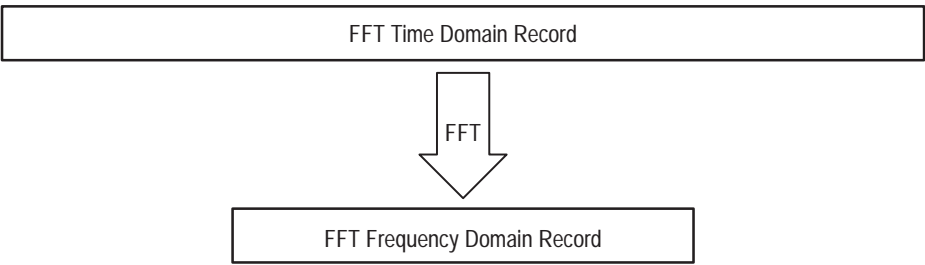 FFT Time Domain Record
FFT
FFT Frequency Domain Record